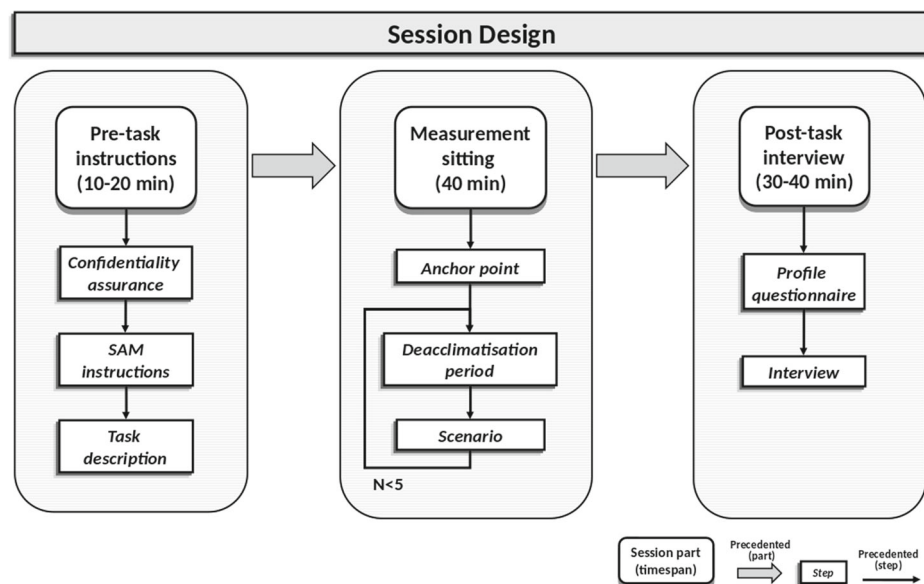 Session Design
Pre-task
instructions
(10-20 min)
Confidentiality
assurance
SAM
instructions
Task
description
Measurement
sitting
(40 min)
Anchor point
Deacclimatisation
period
Scenario
N<5
Post-task
interview
(30-40 min)
Profile
questionnaire
Interview
Session part
(timespan)
Precedented
(part)
Step
Precedented
(step)